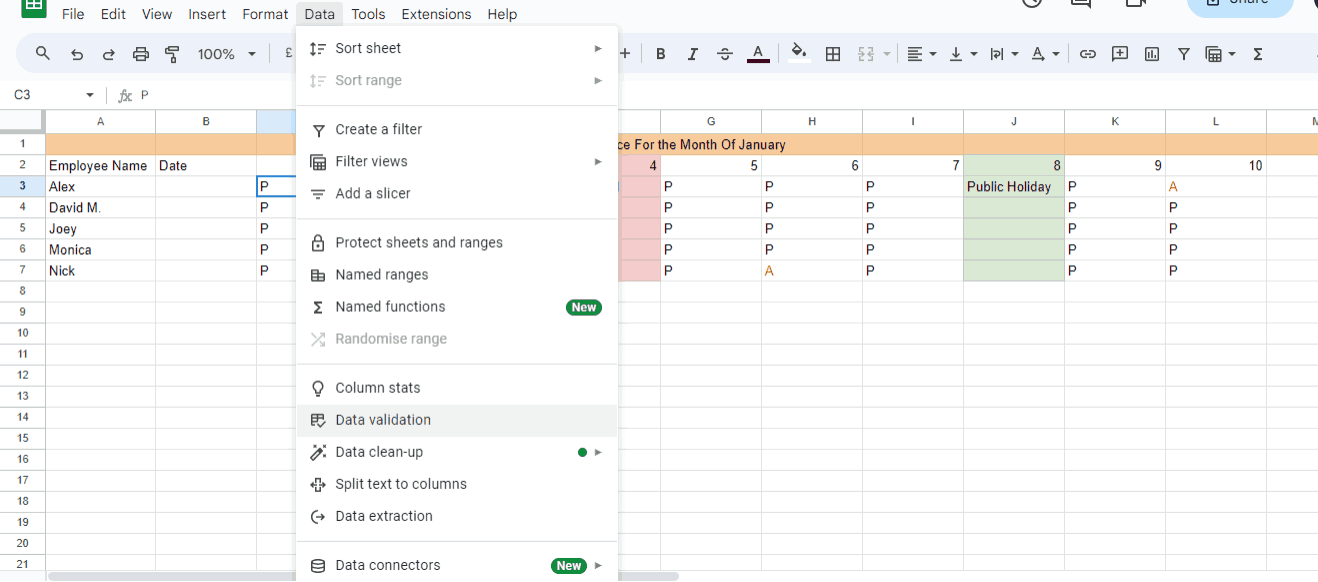 Share
File Edit View Insert Format Data Tools Extensions Help
100% £ + B I A Σ
C3 fx P
A B G H I J K L
1 ce For the Month Of January
2 Employee Name Date 4 5 6 7 8 9 10
3 Alex P P P P Public Holiday P A
4 David M. P P P P P P
5 Joey P P P P P P
6 Monica P P P P P P
7 Nick P P A P P P
8
9
10
11
12
13
14
15
16
17
18
19
20
21
Sort sheet
Sort range
Create a filter
Filter views
Add a slicer
Protect sheets and ranges
Named ranges
Named functions New
Randomise range
Column stats
Data validation
Data clean-up
Split text to columns
Data extraction
Data connectors New